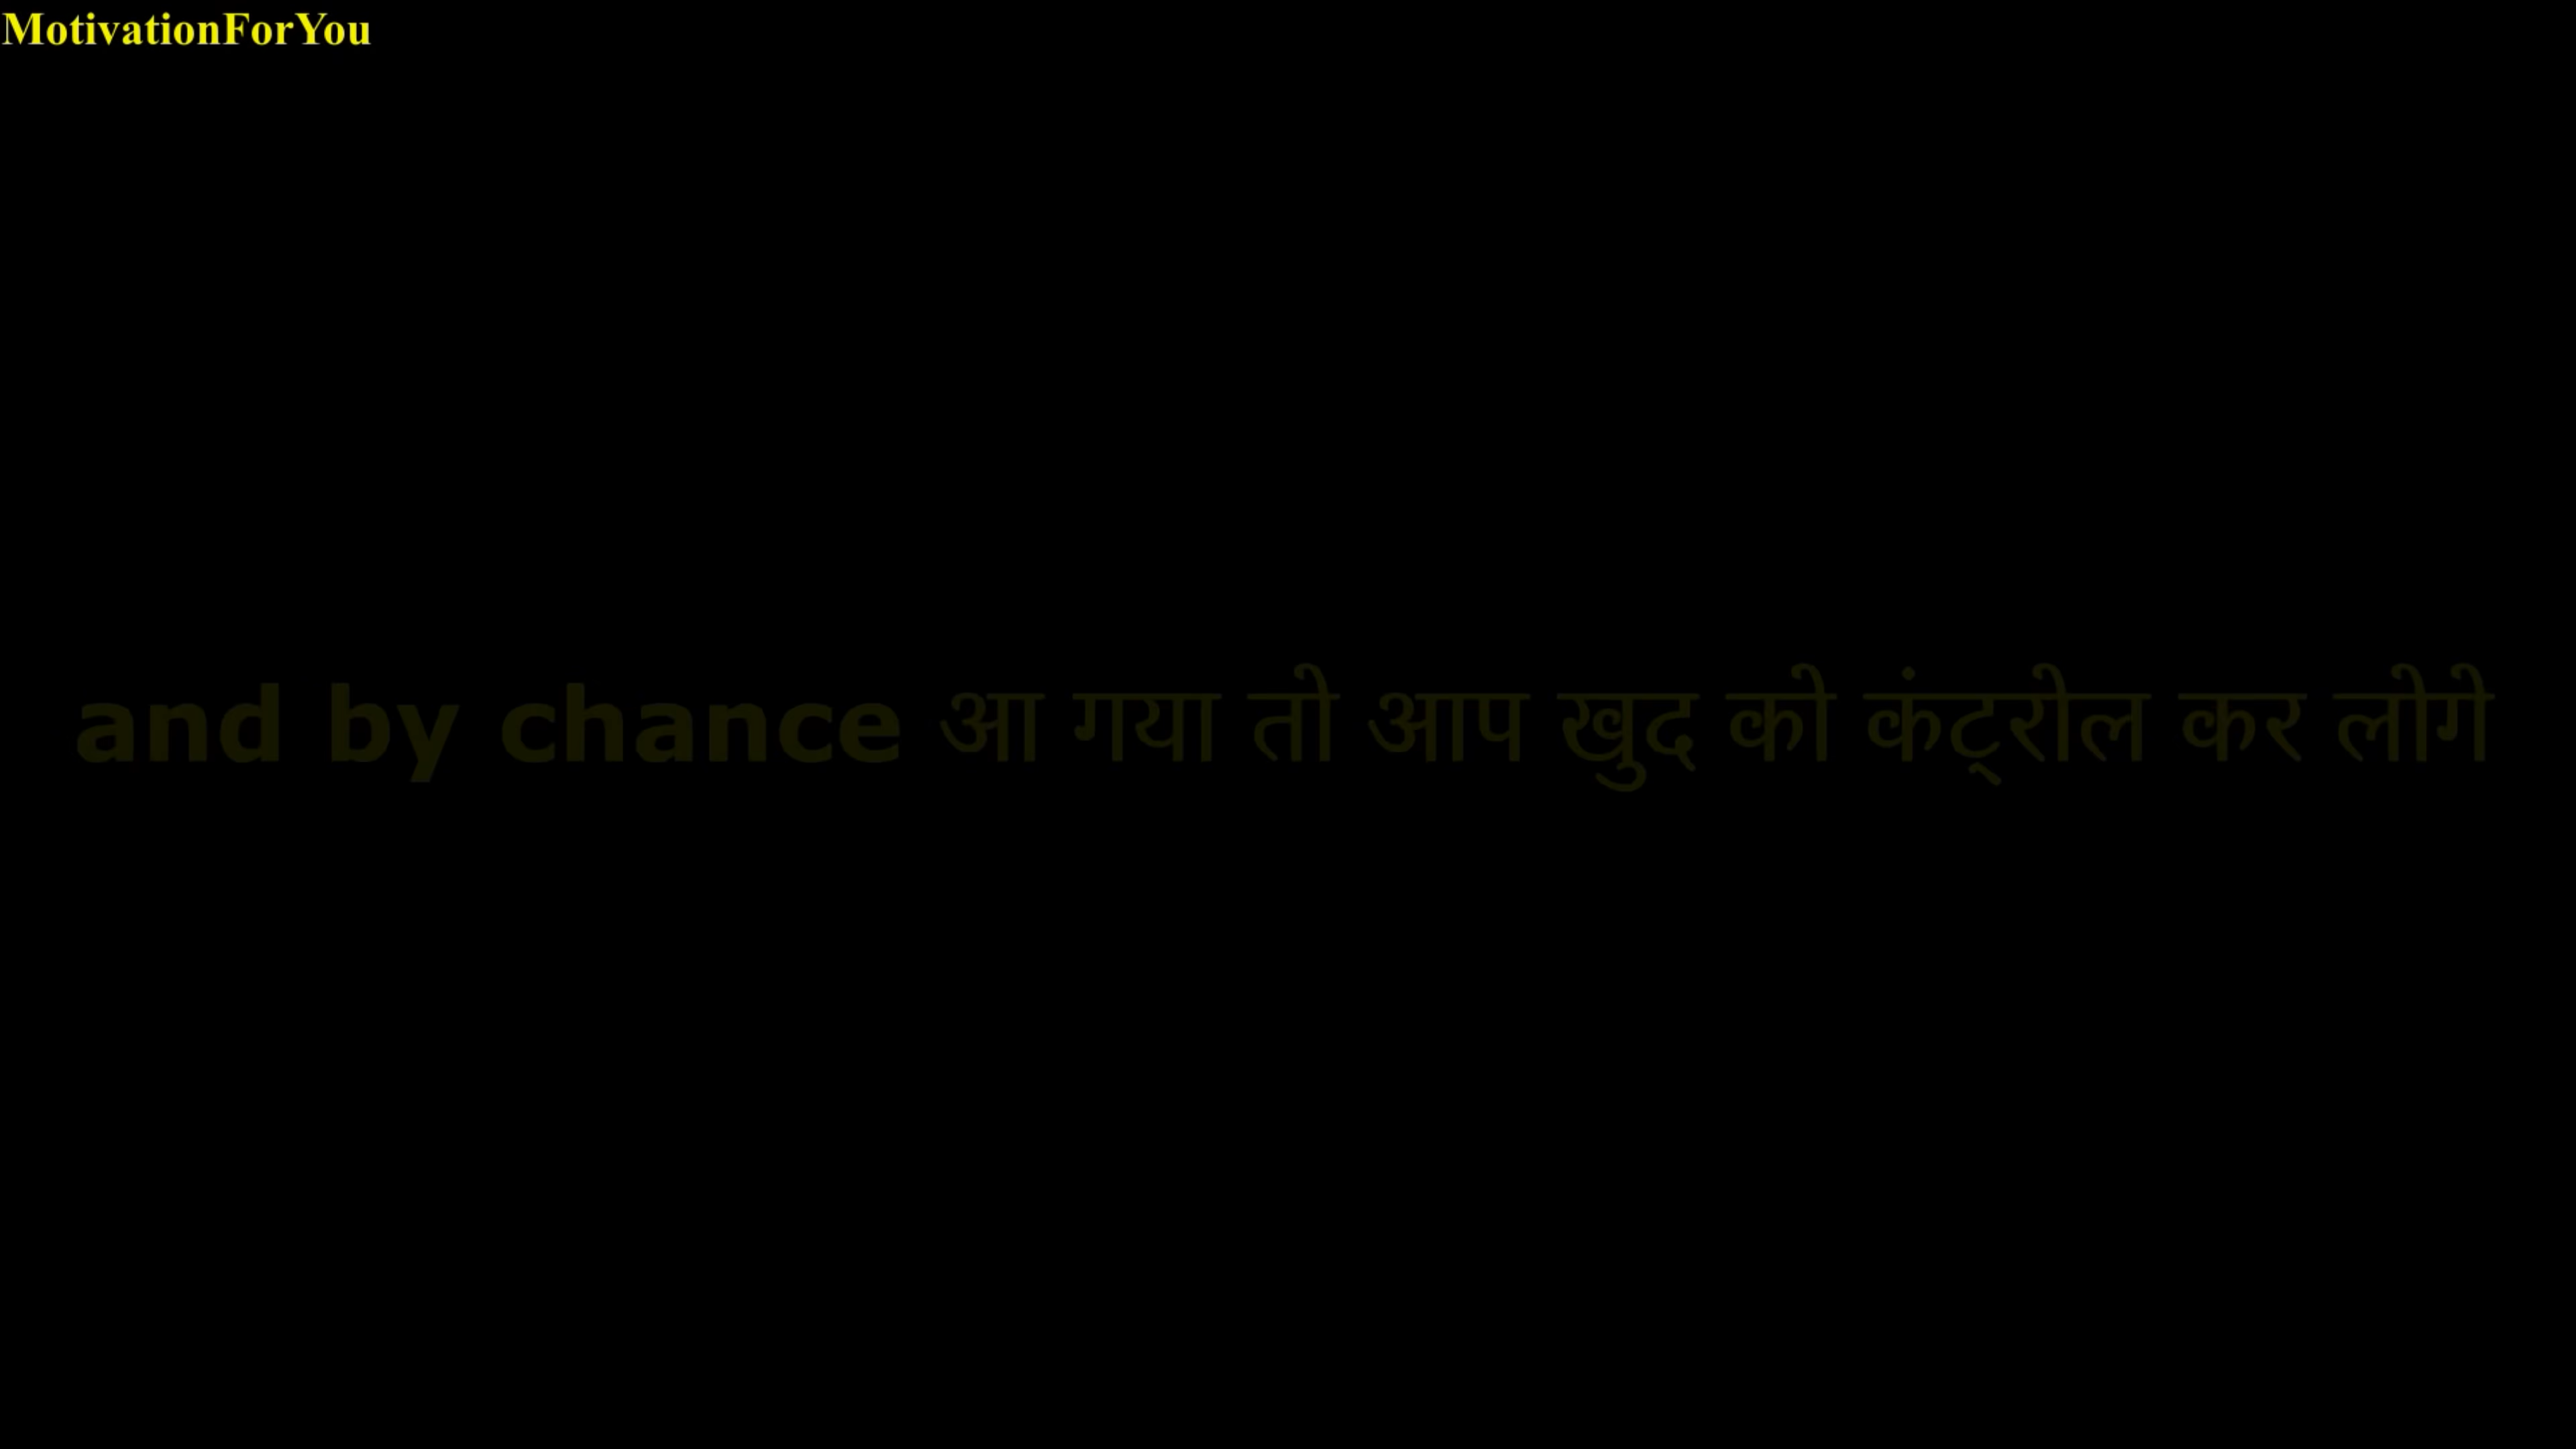 MotivationForYou
and by chance आ गया तो आप खुद को कंट्रोल कर लोगे